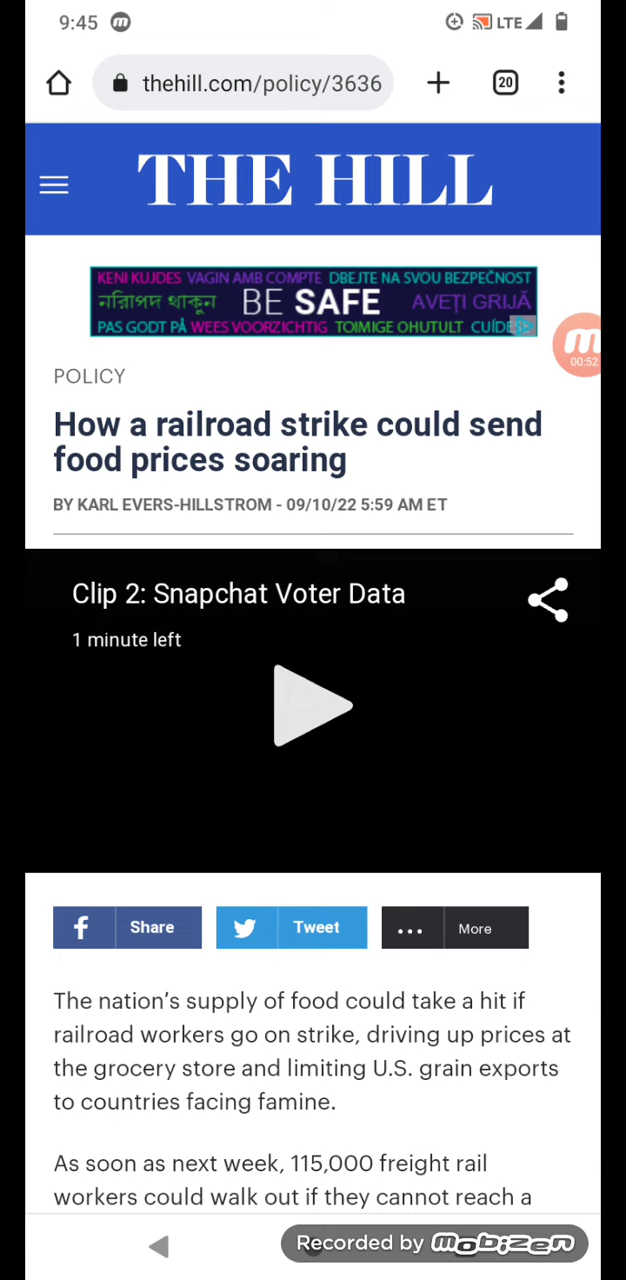 9:45 m LTE
thehill.com/policy/3636 20
THE HILL
KENI KUJDES VAGIN AMB COMPTE DBEJTE NA SVOU BEZPEČNOST
নিরাপদ থাকুন BE SAFE AVEȚI GRIJĂ
PAS GODT PÅ WEES VOORZICHTIG TOIMIGE OHUTULT
m
00:52
POLICY
How a railroad strike could send
food prices soaring
BY KARL EVERS-HILLSTROM - 09/10/22 5:59 AM ET
Clip 2: Snapchat Voter Data
1 minute left
f Share Tweet ... More
The nation's supply of food could take a hit if
railroad workers go on strike, driving up prices at
the grocery store and limiting U.S. grain exports
to countries facing famine.
As soon as next week, 115,000 freight rail
workers could walk out if they cannot reach a
Recorded by mobizen